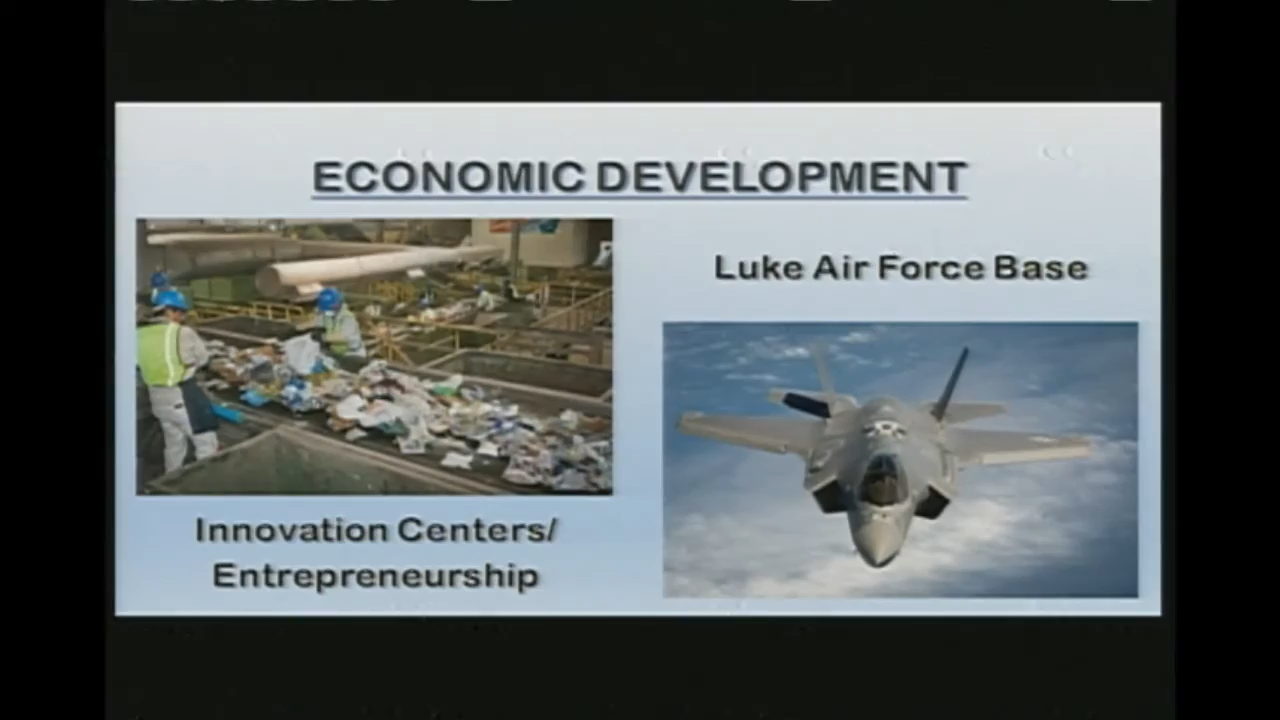 ECONOMIC DEVELOPMENT
Luke Air Force Base
Innovation Centers/
Entrepreneurship